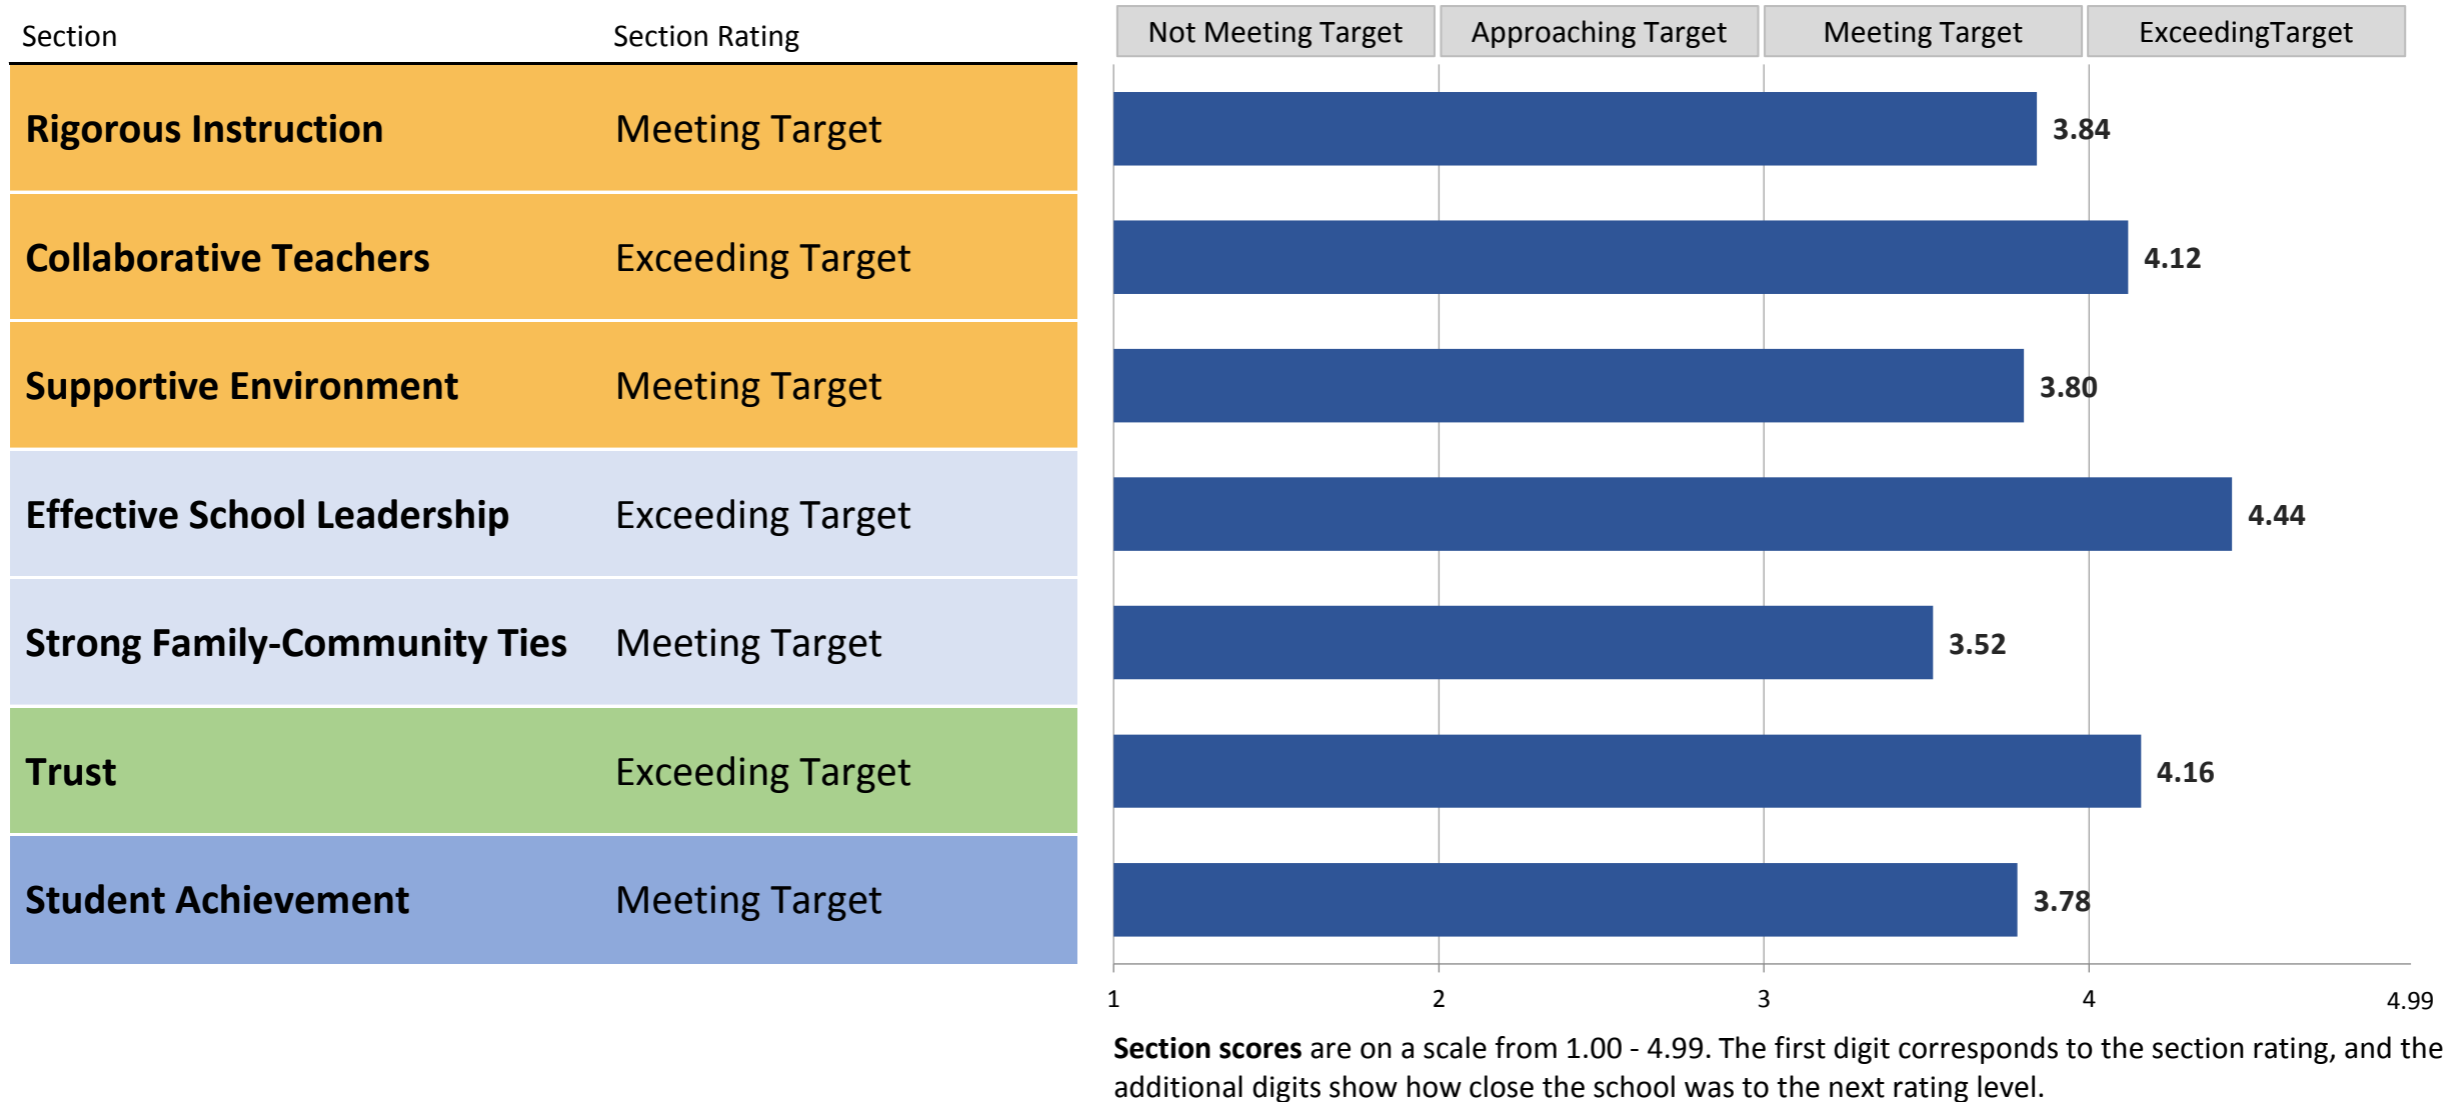 Section Section Rating Not Meeting Target Approaching Target Meeting Target ExceedingTarget
Rigorous Instruction Meeting Target 3.84
Collaborative Teachers Exceeding Target 4.12
Supportive Environment Meeting Target 3.80
Effective School Leadership Exceeding Target 4.44
Strong Family-Community Ties Meeting Target 3.52
Trust Exceeding Target 4.16
Student Achievement Meeting Target 3.78
1 2 3 4 4.99
Section scores are on a scale from 1.00 - 4.99. The first digit corresponds to the section rating, and the
additional digits show how close the school was to the next rating level.